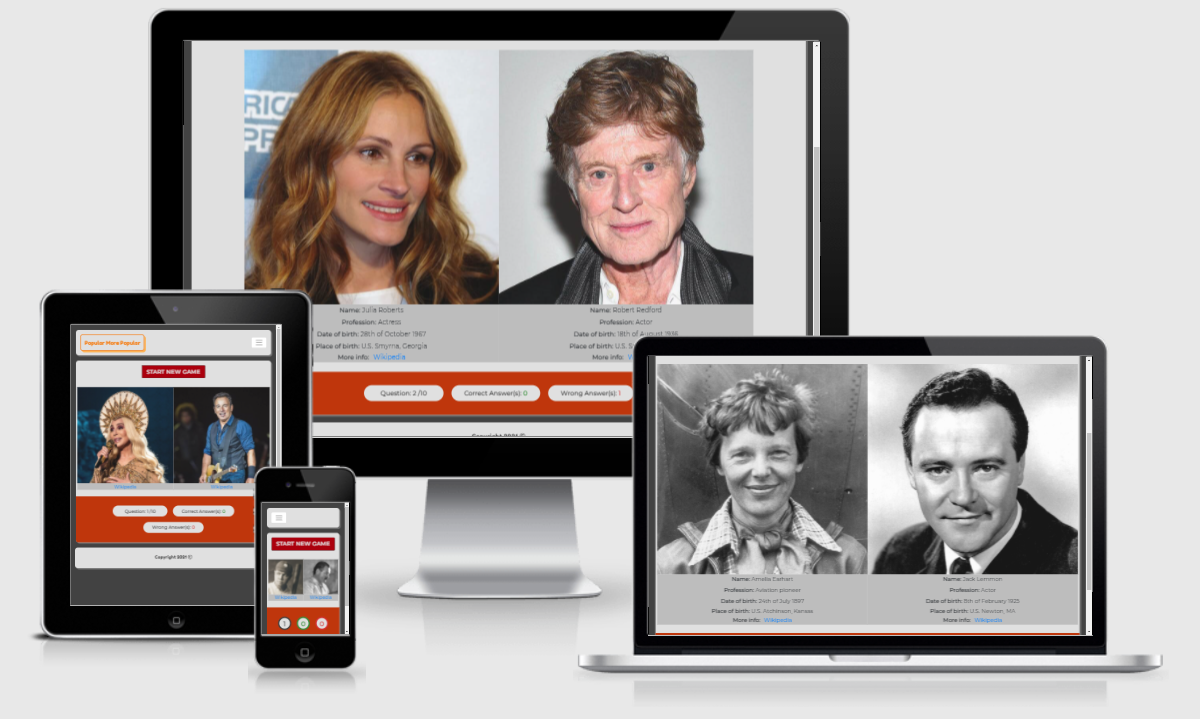 RICA
PR
Name: Julia Roberts
Profession: Actress
Date of birth: 28th of October 1967
Place of birth: U.S. Smyrna, Georgia
More info: Wikipedia
Name: Robert Redford
Profession: Actor
Date of birth: 18th of August 1936
Place of birth: U.S. S
More info: W
Question: 2 /10
Correct Answer(s): 0
Wrong Answer(s): 1
Copyright 2021 ©
Popular More Popular
START NEW GAME
Wikipedia
Wikipedia
Question: 1 /10
Correct Answer(s): 0
Wrong Answer(s): 0
Copyright 2021 ©
START NEW GAME
Wikipedia
Wikipedia
1
0
0
Name: Amelia Earhart
Profession: Aviation pioneer
Date of birth: 24th of July 1897
Place of birth: U.S. Atchinson, Kansas
More info: Wikipedia
Name: Jack Lemmon
Profession: Actor
Date of birth: 8th of February 1925
Place of birth: U.S. Newton, MA
More info: Wikipedia